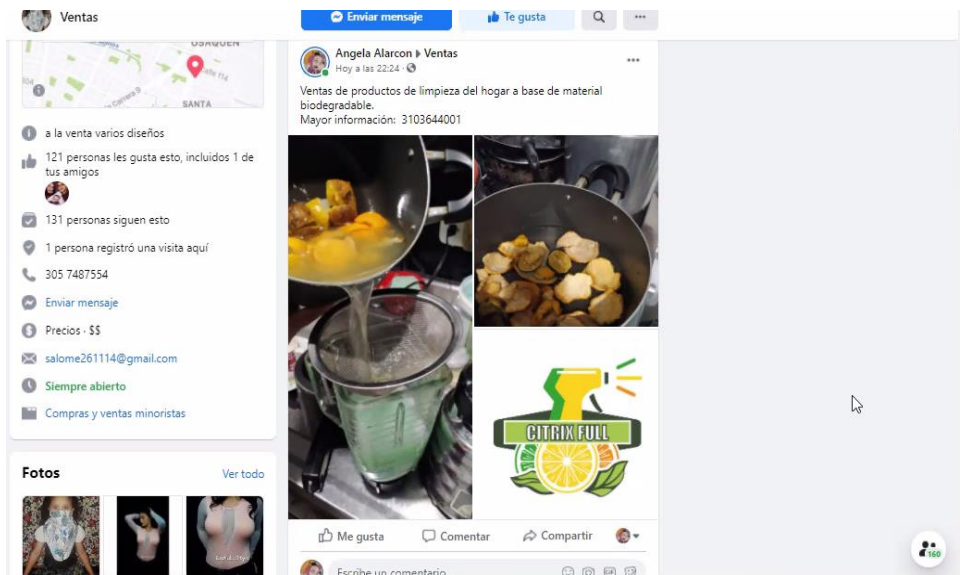 Ventas
Enviar mensaje
Te gusta
USAQUÉN
Calle 114
SANTA
a la venta varios diseños
121 personas les gusta esto, incluidos 1 de
tus amigos
131 personas siguen esto
1 persona registró una visita aquí
305 7487554
Enviar mensaje
Precios · $$
salome261114@gmail.com
Siempre abierto
Compras y ventas minoristas
Fotos
Ver todo
Angela Alarcon ▸ Ventas
Hoy a las 22:24 ·
Ventas de productos de limpieza del hogar a base de material
biodegradable.
Mayor información: 3103644001
CITRIX FULL
Me gusta
Comentar
Compartir
Escribe un comentario
160